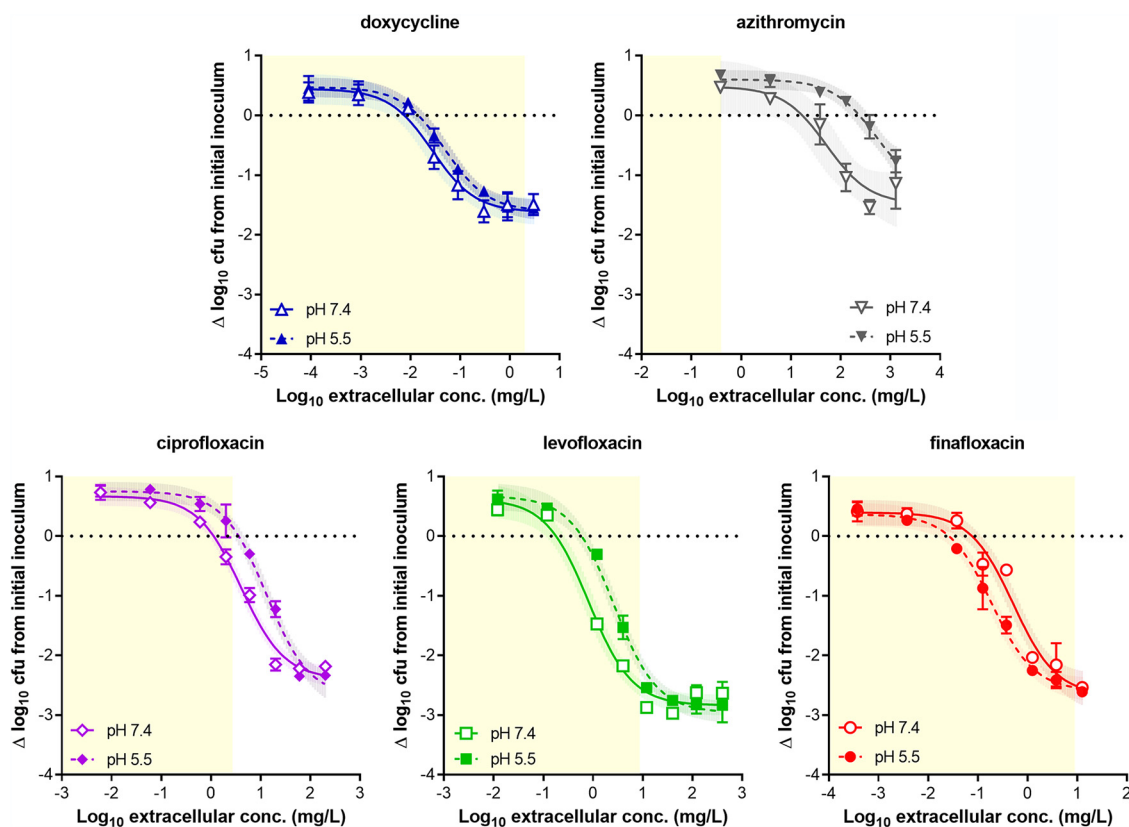 doxycycline
Δ log10 cfu from initial inoculum
1
0
-1
-2
-3
-4
pH 7.4
pH 5.5
-5
-4
-3
-2
-1
0
1
Log10 extracellular conc. (mg/L)
azithromycin
Δ log10 cfu from initial inoculum
1
0
-1
-2
-3
-4
pH 7.4
pH 5.5
-2
-1
0
1
2
3
4
Log10 extracellular conc. (mg/L)
ciprofloxacin
Δ log10 cfu from initial inoculum
1
0
-1
-2
-3
-4
pH 7.4
pH 5.5
-3
-2
-1
0
1
2
3
Log10 extracellular conc. (mg/L)
levofloxacin
Δ log10 cfu from initial inoculum
1
0
-1
-2
-3
-4
pH 7.4
pH 5.5
-3
-2
-1
0
1
2
3
Log10 extracellular conc. (mg/L)
finafloxacin
Δ log10 cfu from initial inoculum
1
0
-1
-2
-3
-4
pH 7.4
pH 5.5
-4
-3
-2
-1
0
1
2
Log10 extracellular conc. (mg/L)